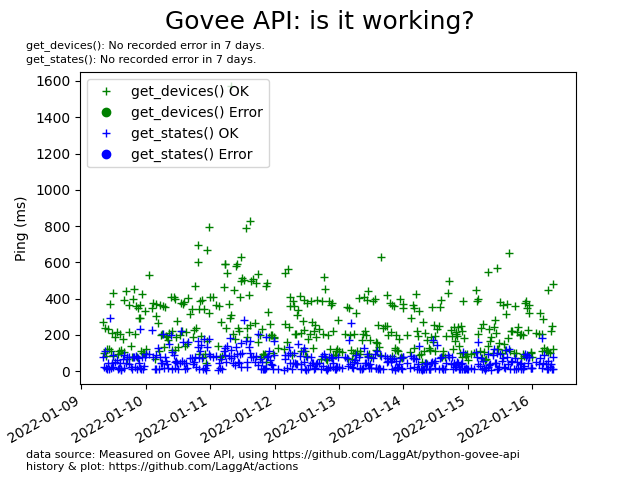 Govee API: is it working?
get_devices(): No recorded error in 7 days.
get_states(): No recorded error in 7 days.
1600
1400
1200
1000
800
600
400
200
0
Ping (ms)
get_devices() OK
get_devices() Error
get_states() OK
get_states() Error
2022-01-09
2022-01-10
2022-01-11
2022-01-12
2022-01-13
2022-01-14
2022-01-15
2022-01-16
data source: Measured on Govee API, using https://github.com/LaggAt/python-govee-api
history & plot: https://github.com/LaggAt/actions